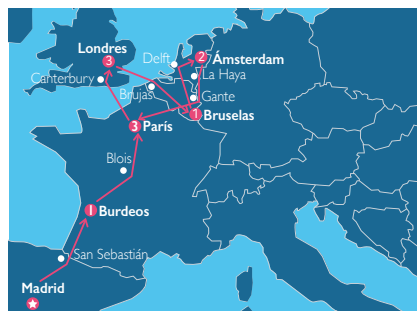 Londres
3
Delft
2 Ámsterdam
La Haya
Canterbury
Brujas
Gante
1
Bruselas
3 París
Blois
1 Burdeos
San Sebastián
Madrid